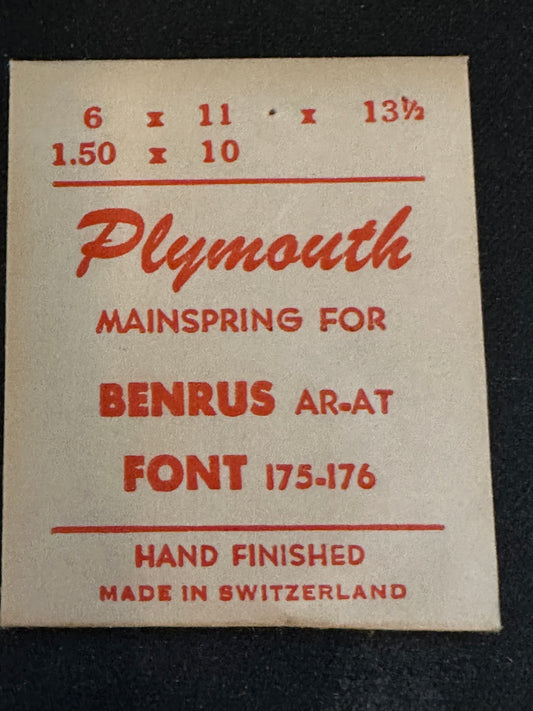 6 x 11 x 13½
1.50 x 10
Plymouth
MAINSPRING FOR
BENRUS AR-AT
FONT 175-176
HAND FINISHED
MADE IN SWITZERLAND